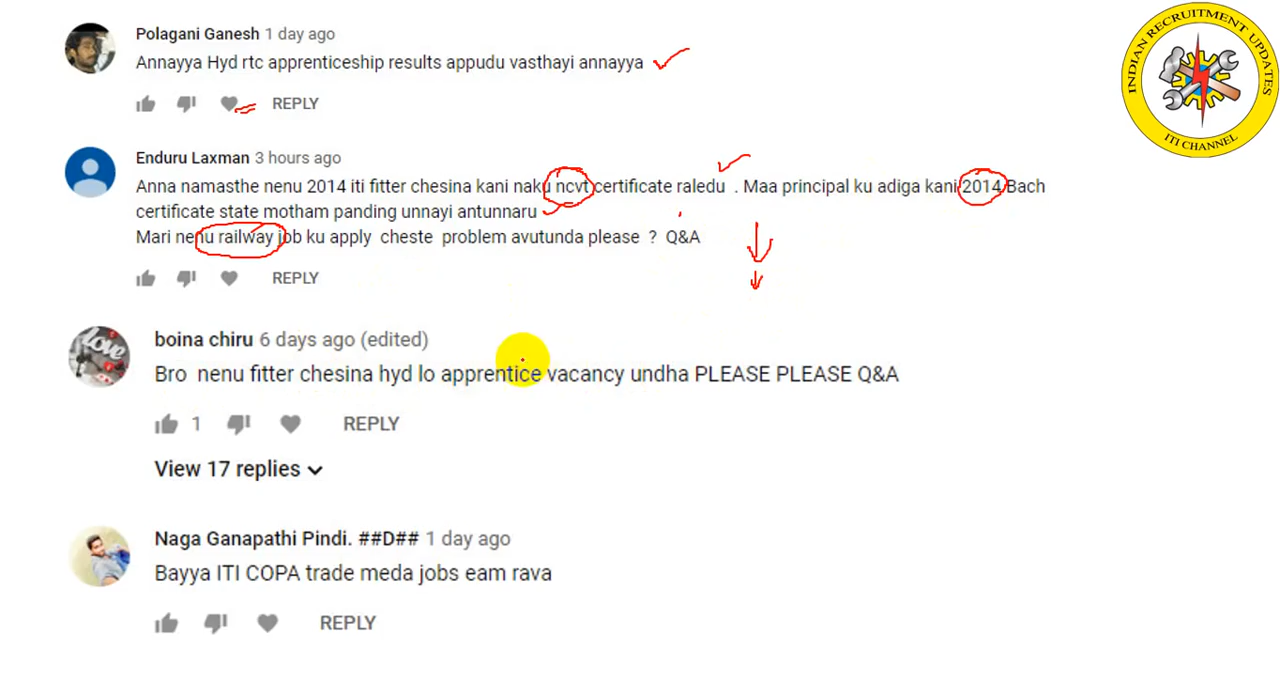 Polagani Ganesh 1 day ago
Annayya Hyd rtc apprenticeship results appudu vasthayi annayya
REPLY
Enduru Laxman 3 hours ago
Anna namasthe nenu 2014 iti fitter chesina kani naku ncvt certificate raledu . Maa principal ku adiga kani 2014 Bach
certificate state motham panding unnayi antunnaru
Mari nenu railway job ku apply cheste problem avutunda please ? Q&A
REPLY
boina chiru 6 days ago (edited)
Bro nenu fitter chesina hyd lo apprentice vacancy undha PLEASE PLEASE Q&A
1 REPLY
View 17 replies
Naga Ganapathi Pindi. ##D## 1 day ago
Bayya ITI COPA trade meda jobs eam rava
REPLY
INDIAN RECRUITMENT UPDATES
ITI CHANNEL
love